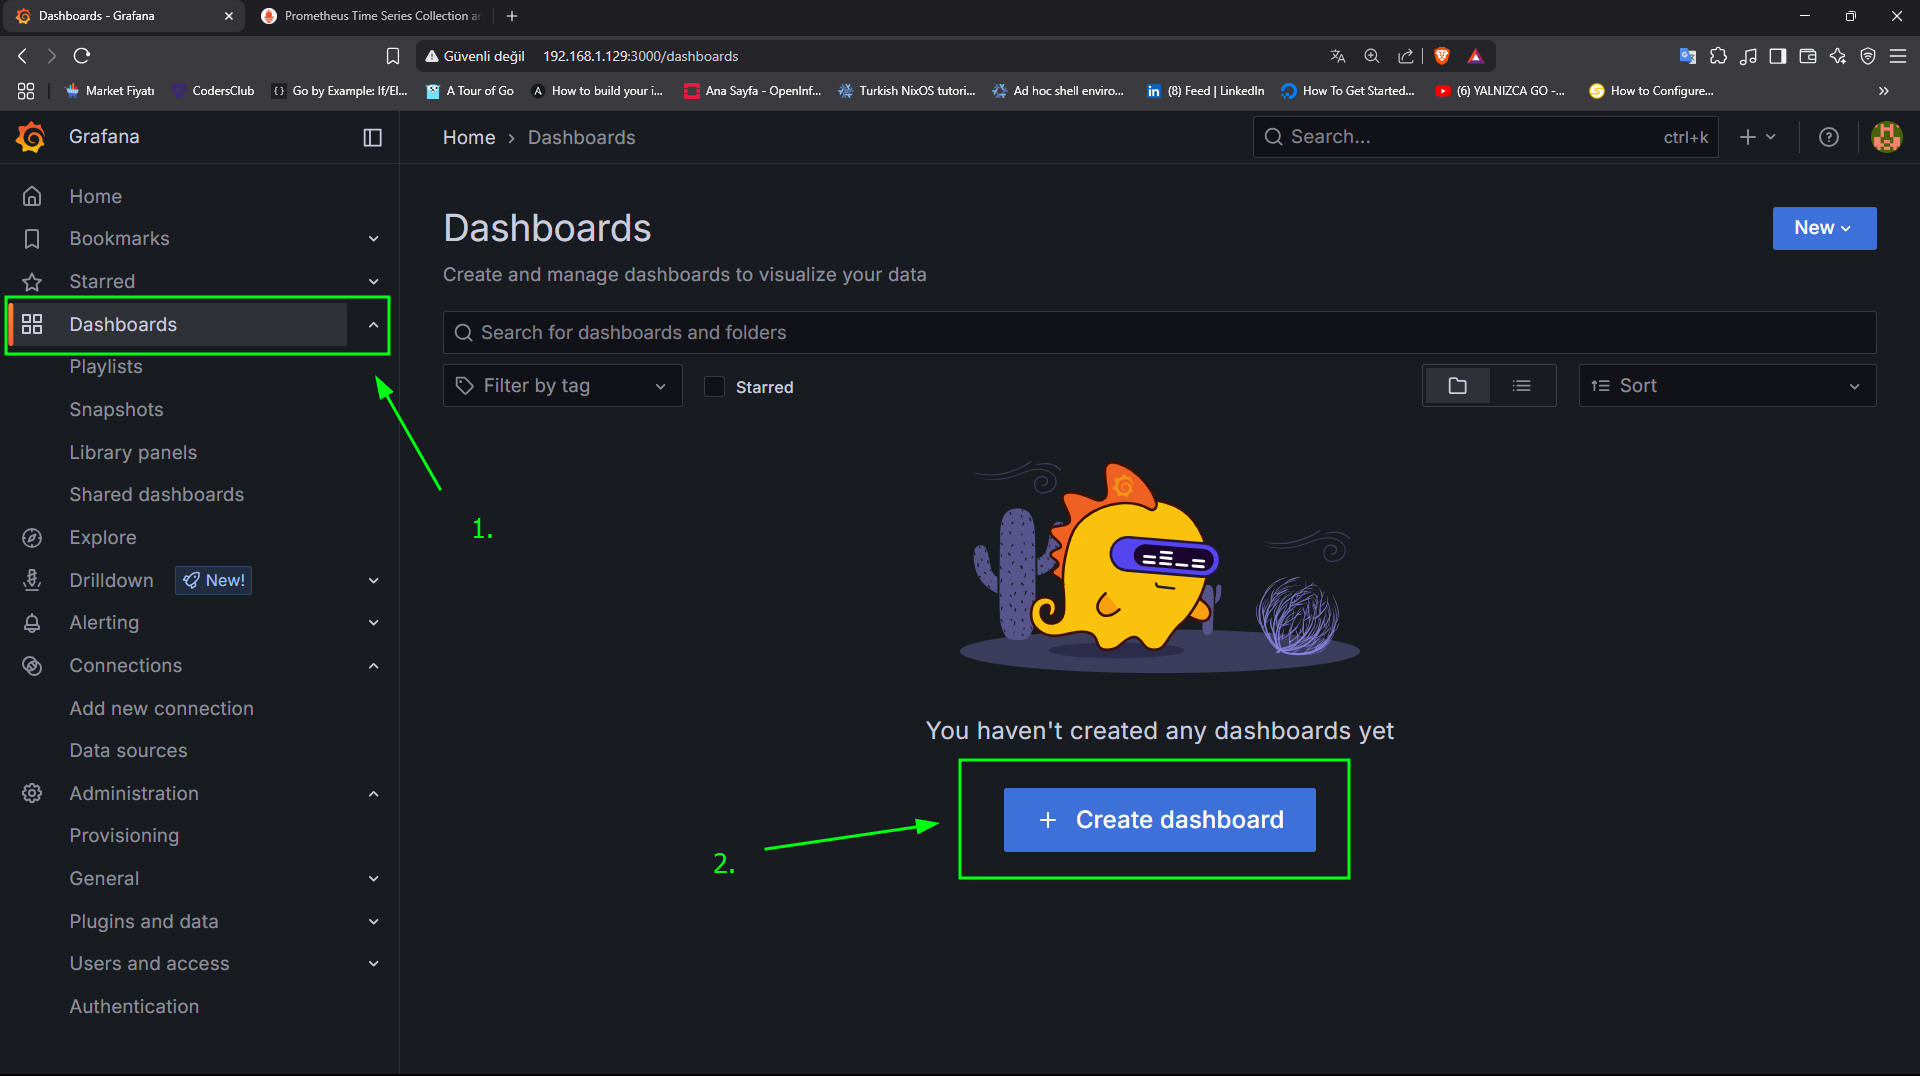 Dashboards - Grafana
Prometheus Time Series Collection a
Güvenli değil 192.168.1.129:3000/dashboards
Market Fiyatı
CodersClub
Go by Example: If/El...
A Tour of Go
How to build your i...
Ana Sayfa - OpenInf...
Turkish NixOS tutori...
Ad hoc shell enviro...
(8) Feed | LinkedIn
How To Get Started...
(6) YALNIZCA GO -...
How to Configure...
Grafana
Home › Dashboards
Search...
ctrl+k
Home
Bookmarks
Starred
Dashboards
Playlists
Snapshots
Library panels
Shared dashboards
Explore
Drilldown New!
Alerting
Connections
Add new connection
Data sources
Administration
Provisioning
General
Plugins and data
Users and access
Authentication
Dashboards
New
Create and manage dashboards to visualize your data
Search for dashboards and folders
Filter by tag
Starred
Sort
1.
You haven't created any dashboards yet
+ Create dashboard
2.